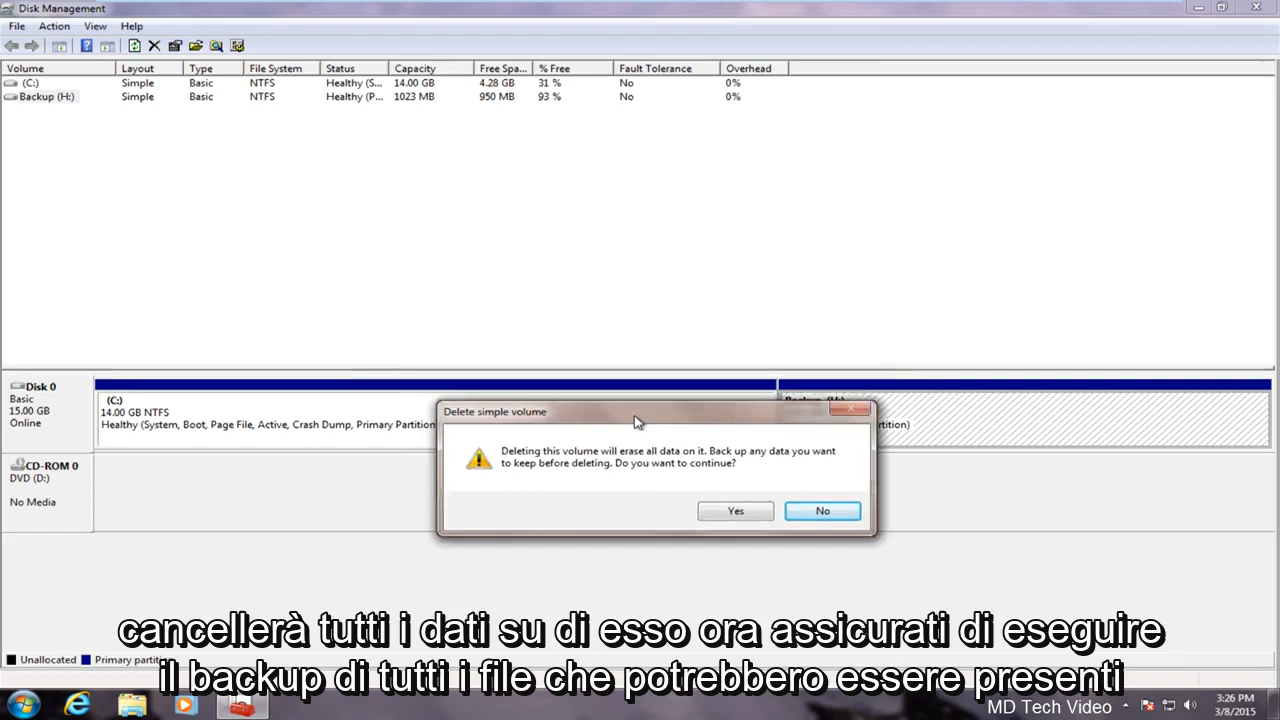 Disk Management
File Action View Help
Volume Layout Type File System Status Capacity Free Spa... % Free Fault Tolerance Overhead
(C:) Simple Basic NTFS Healthy (S... 14.00 GB 4.28 GB 31 % No 0%
Backup (H:) Simple Basic NTFS Healthy (P... 1023 MB 950 MB 93 % No 0%
Disk 0
Basic
15.00 GB
Online
(C:)
14.00 GB NTFS
Healthy (System, Boot, Page File, Active, Crash Dump, Primary Partition
rtition)
Delete simple volume
Deleting this volume will erase all data on it. Back up any data you want
to keep before deleting. Do you want to continue?
Yes No
CD-ROM 0
DVD (D:)
No Media
cancellerà tutti i dati su di esso ora assicurati di eseguire
il backup di tutti i file che potrebbero essere presenti
Unallocated Primary partiti
MD Tech Video
3:26 PM
3/8/2015